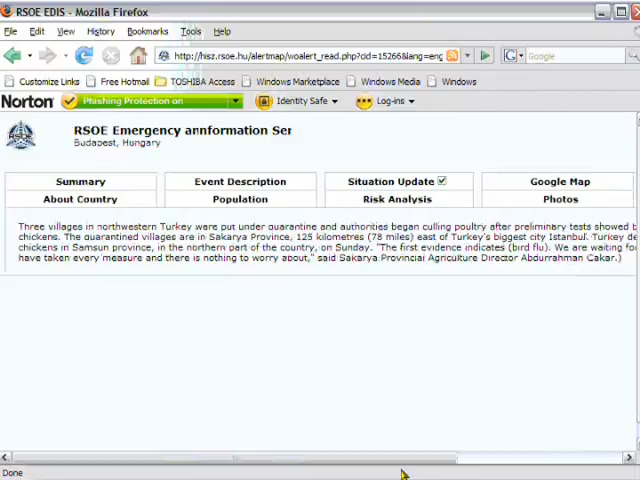 RSOE EDIS - Mozilla Firefox
File Edit View History Bookmarks Tools Help
http://hisz.rsoe.hu/alertmap/woalert_read.php?cid=15266&lang=eng Google
Customize Links Free Hotmail TOSHIBA Access Windows Marketplace Windows Media Windows
Norton Phishing Protection on Identity Safe Log-ins
RSOE Emergency annformation Ser
Budapest, Hungary
Summary Event Description Situation Update Google Map
About Country Population Risk Analysis Photos
Three villages in northwestern Turkey were put under quarantine and authorities began culling poultry after preliminary tests showed b
chickens. The quarantined villages are in Sakarya Province, 125 kilometres (78 miles) east of Turkey's biggest city Istanbul. Turkey de
chickens in Samsun province, in the northern part of the country, on Sunday. "The first evidence indicates (bird flu). We are waiting fo
have taken every measure and there is nothing to worry about," said Sakarya Provincial Agriculture Director Abdurrahman Cakar.)
Done